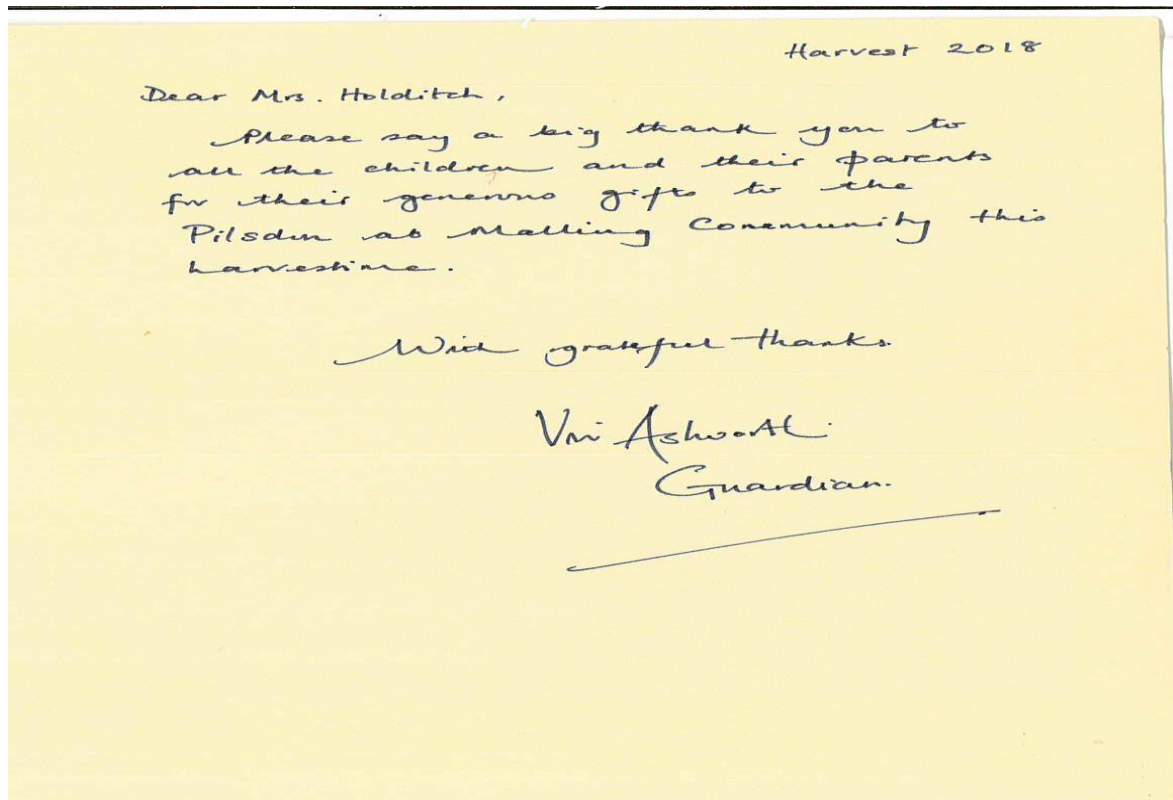 Harvest 2018
Dear Mrs. Holditch,
Please say a big thank you to
all the children and their parents
for their generous gifts to the
Pilsdon at Malling Community this
harvestime.
With grateful thanks.
Viv Ashworth.
Guardian.